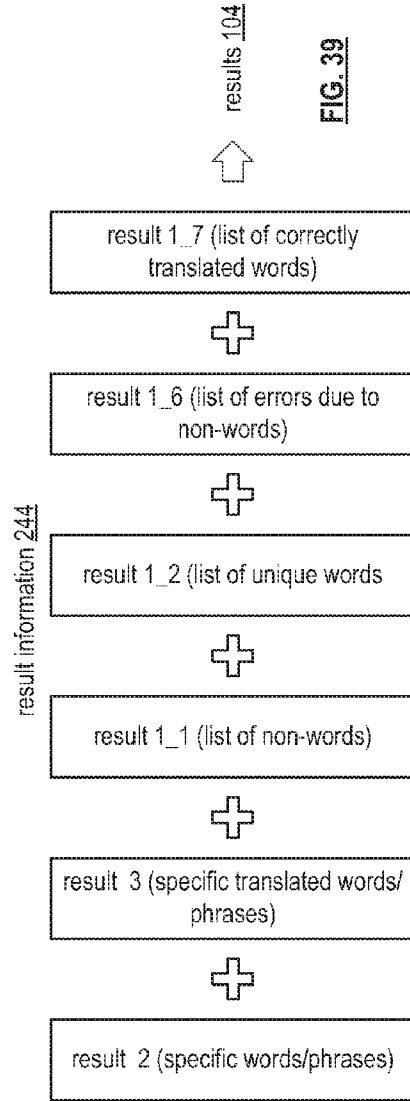 result information 244
result 2 (specific words/phrases)
result 3 (specific translated words/
phrases)
result 1_1 (list of non-words)
result 1_2 (list of unique words
result 1_6 (list of errors due to
non-words)
result 1_7 (list of correctly
translated words)
results 104
FIG. 39